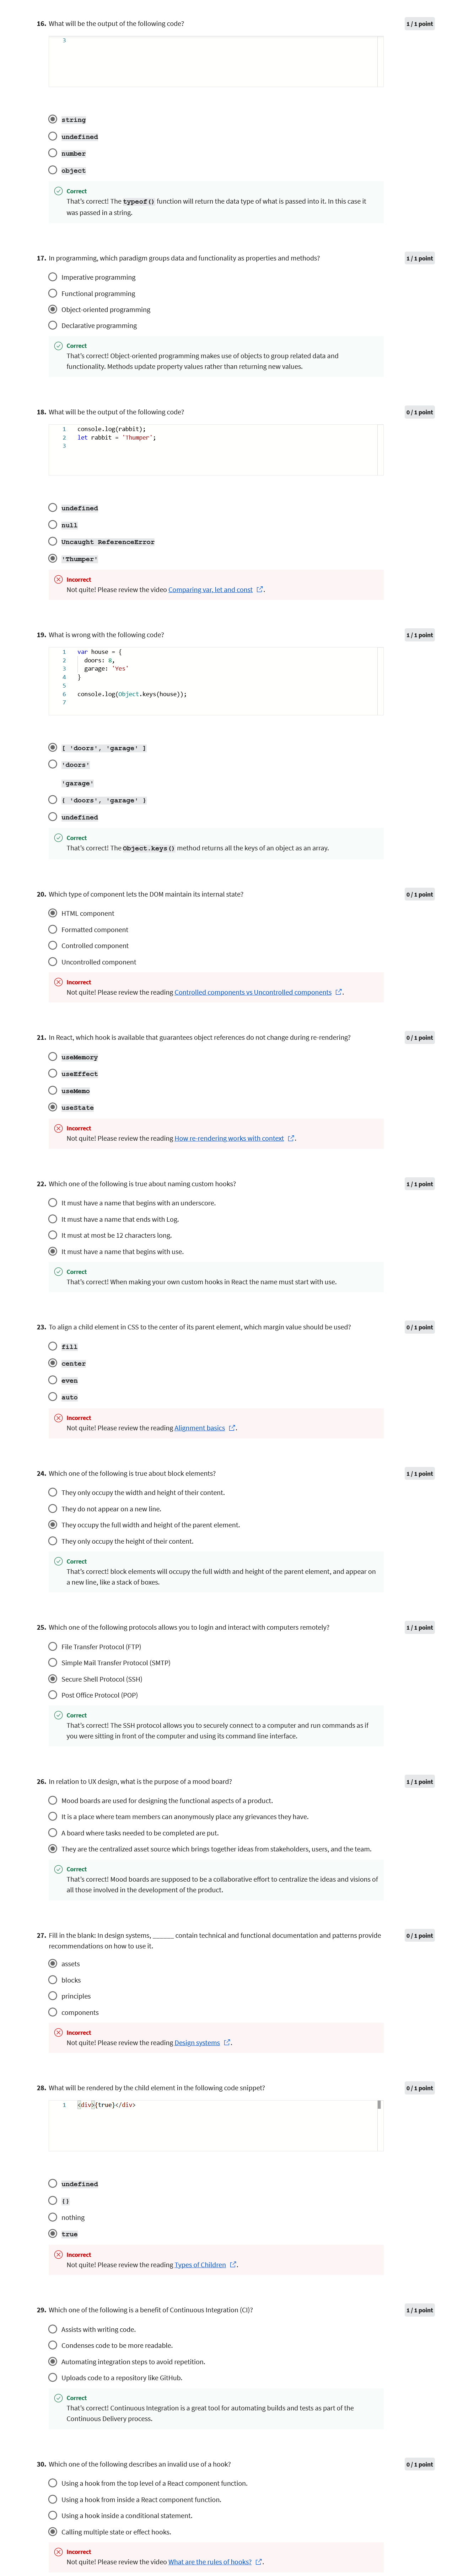 16. What will be the output of the following code?
1 / 1 point
3
string
undefined
number
object
Correct
That's correct! The typeof() function will return the data type of what is passed into it. In this case it
was passed in a string.
17. In programming, which paradigm groups data and functionality as properties and methods?
1 / 1 point
Imperative programming
Functional programming
Object-oriented programming
Declarative programming
Correct
That's correct! Object-oriented programming makes use of objects to group related data and
functionality. Methods update property values rather than returning new values.
18. What will be the output of the following code?
0 / 1 point
1 console.log(rabbit);
2 let rabbit = 'Thumper';
3
undefined
null
Uncaught ReferenceError
'Thumper'
Incorrect
Not quite! Please review the video Comparing var, let and const.
19. What is wrong with the following code?
1 / 1 point
1 var house = {
2 doors: 8,
3 garage: 'Yes'
4 }
5
6 console.log(Object.keys(house));
7
[ 'doors', 'garage' ]
'doors'
'garage'
{ 'doors', 'garage' }
undefined
Correct
That's correct! The Object.keys() method returns all the keys of an object as an array.
20. Which type of component lets the DOM maintain its internal state?
0 / 1 point
HTML component
Formatted component
Controlled component
Uncontrolled component
Incorrect
Not quite! Please review the reading Controlled components vs Uncontrolled components.
21. In React, which hook is available that guarantees object references do not change during re-rendering?
0 / 1 point
useMemory
useEffect
useMemo
useState
Incorrect
Not quite! Please review the reading How re-rendering works with context.
22. Which one of the following is true about naming custom hooks?
1 / 1 point
It must have a name that begins with an underscore.
It must have a name that ends with Log.
It must at most be 12 characters long.
It must have a name that begins with use.
Correct
That's correct! When making your own custom hooks in React the name must start with use.
23. To align a child element in CSS to the center of its parent element, which margin value should be used?
0 / 1 point
fill
center
even
auto
Incorrect
Not quite! Please review the reading Alignment basics.
24. Which one of the following is true about block elements?
1 / 1 point
They only occupy the width and height of their content.
They do not appear on a new line.
They occupy the full width and height of the parent element.
They only occupy the height of their content.
Correct
That's correct! block elements will occupy the full width and height of the parent element, and appear on
a new line, like a stack of boxes.
25. Which one of the following protocols allows you to login and interact with computers remotely?
1 / 1 point
File Transfer Protocol (FTP)
Simple Mail Transfer Protocol (SMTP)
Secure Shell Protocol (SSH)
Post Office Protocol (POP)
Correct
That's correct! The SSH protocol allows you to securely connect to a computer and run commands as if
you were sitting in front of the computer and using its command line interface.
26. In relation to UX design, what is the purpose of a mood board?
1 / 1 point
Mood boards are used for designing the functional aspects of a product.
It is a place where team members can anonymously place any grievances they have.
A board where tasks needed to be completed are put.
They are the centralized asset source which brings together ideas from stakeholders, users, and the team.
Correct
That's correct! Mood boards are supposed to be a collaborative effort to centralize the ideas and visions of
all those involved in the development of the product.
27. Fill in the blank: In design systems, ______ contain technical and functional documentation and patterns provide
recommendations on how to use it.
0 / 1 point
assets
blocks
principles
components
Incorrect
Not quite! Please review the reading Design systems.
28. What will be rendered by the child element in the following code snippet?
0 / 1 point
1 <div>{true}</div>
undefined
[]
nothing
true
Incorrect
Not quite! Please review the reading Types of Children.
29. Which one of the following is a benefit of Continuous Integration (CI)?
1 / 1 point
Assists with writing code.
Condenses code to be more readable.
Automating integration steps to avoid repetition.
Uploads code to a repository like GitHub.
Correct
That's correct! Continuous Integration is a great tool for automating builds and tests as part of the
Continuous Delivery process.
30. Which one of the following describes an invalid use of a hook?
0 / 1 point
Using a hook from the top level of a React component function.
Using a hook from inside a React component function.
Using a hook inside a conditional statement.
Calling multiple state or effect hooks.
Incorrect
Not quite! Please review the video What are the rules of hooks?.